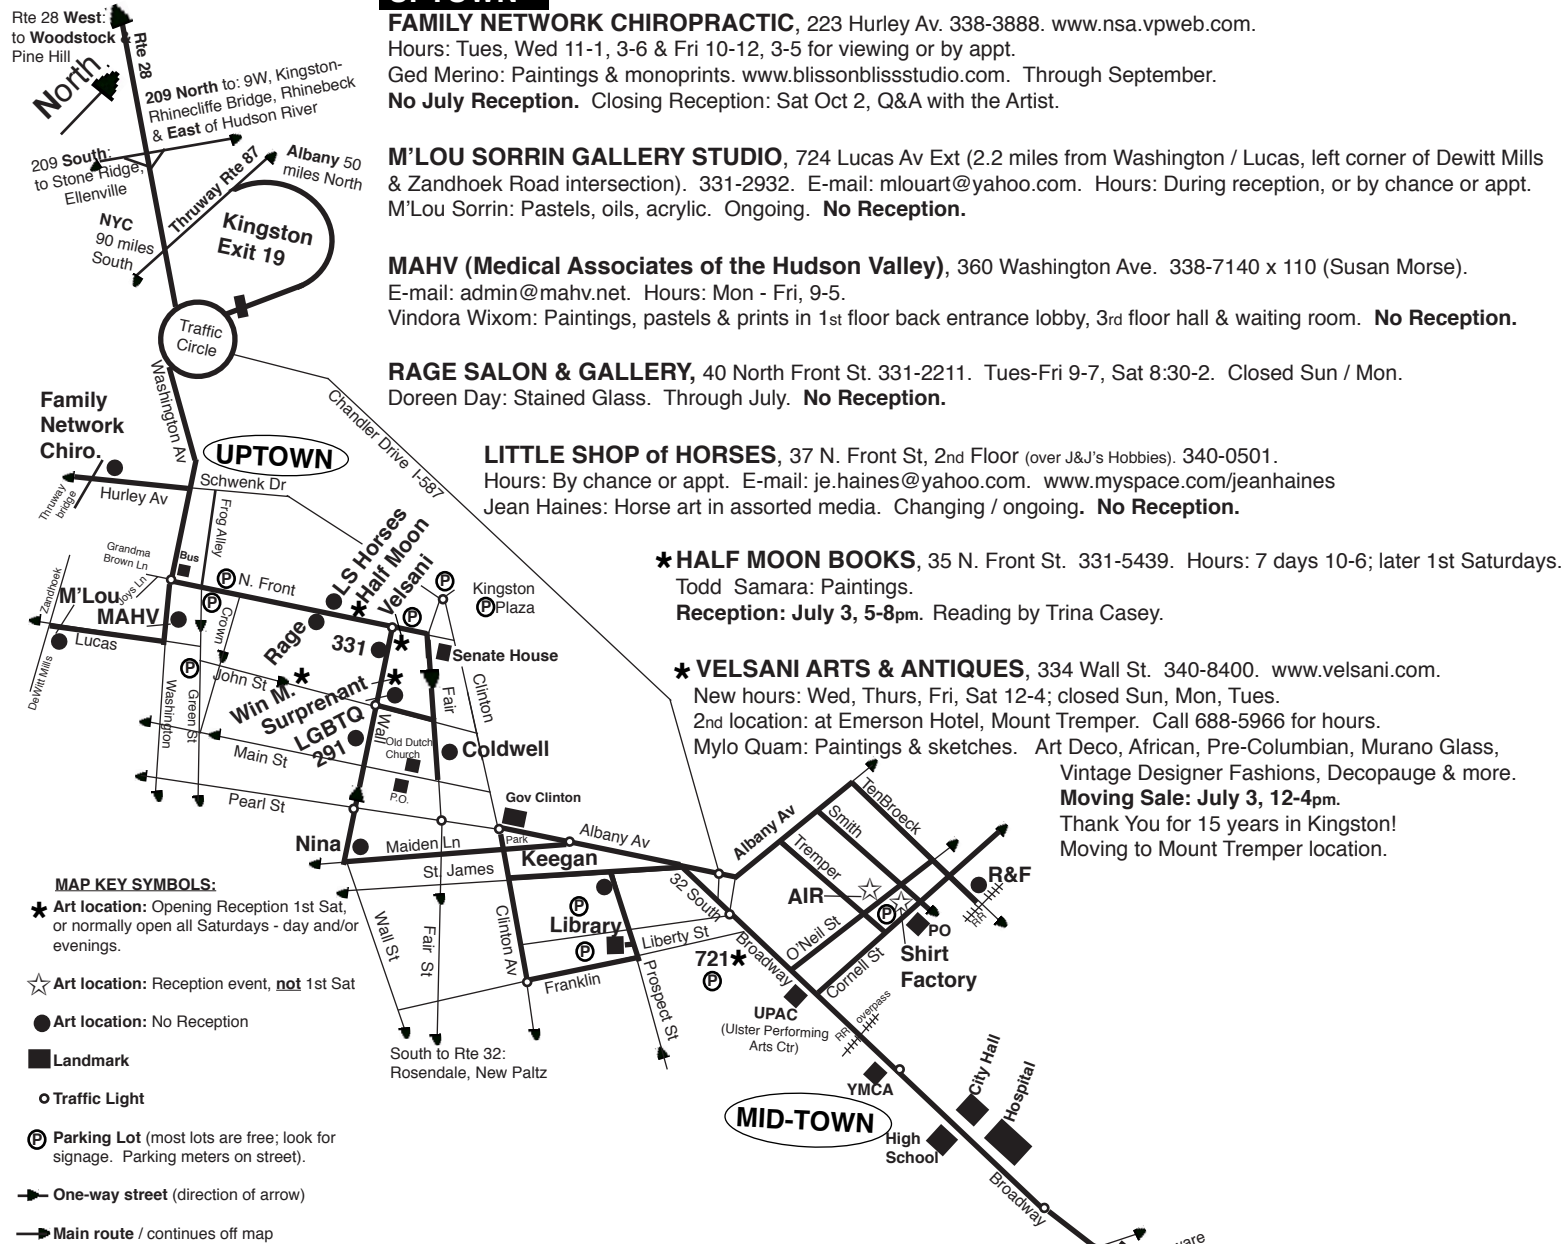 UPTOWN
FAMILY NETWORK CHIROPRACTIC, 223 Hurley Av. 338-3888. www.nsa.vpweb.com.
Hours: Tues, Wed 11-1, 3-6 & Fri 10-12, 3-5 for viewing or by appt.
Ged Merino: Paintings & monoprints. www.blissonblissstudio.com. Through September.
No July Reception. Closing Reception: Sat Oct 2, Q&A with the Artist.
M'LOU SORRIN GALLERY STUDIO, 724 Lucas Av Ext (2.2 miles from Washington / Lucas, left corner of Dewitt Mills
& Zandhoek Road intersection). 331-2932. E-mail: mlouart@yahoo.com. Hours: During reception, or by chance or appt.
M'Lou Sorrin: Pastels, oils, acrylic. Ongoing. No Reception.
MAHV (Medical Associates of the Hudson Valley), 360 Washington Ave. 338-7140 x 110 (Susan Morse).
E-mail: admin@mahv.net. Hours: Mon - Fri, 9-5.
Vindora Wixom: Paintings, pastels & prints in 1st floor back entrance lobby, 3rd floor hall & waiting room. No Reception.
RAGE SALON & GALLERY, 40 North Front St. 331-2211. Tues-Fri 9-7, Sat 8:30-2. Closed Sun / Mon.
Doreen Day: Stained Glass. Through July. No Reception.
LITTLE SHOP of HORSES, 37 N. Front St, 2nd Floor (over J&J's Hobbies). 340-0501.
Hours: By chance or appt. E-mail: je.haines@yahoo.com. www.myspace.com/jeanhaines
Jean Haines: Horse art in assorted media. Changing / ongoing. No Reception.
* HALF MOON BOOKS, 35 N. Front St. 331-5439. Hours: 7 days 10-6; later 1st Saturdays.
Todd Samara: Paintings.
Reception: July 3, 5-8pm. Reading by Trina Casey.
* VELSANI ARTS & ANTIQUES, 334 Wall St. 340-8400. www.velsani.com.
New hours: Wed, Thurs, Fri, Sat 12-4; closed Sun, Mon, Tues.
2nd location: at Emerson Hotel, Mount Tremper. Call 688-5966 for hours.
Mylo Quam: Paintings & sketches. Art Deco, African, Pre-Columbian, Murano Glass,
Vintage Designer Fashions, Decopauge & more.
Moving Sale: July 3, 12-4pm.
Thank You for 15 years in Kingston!
Moving to Mount Tremper location.
Rte 28 West:
to Woodstock &
Pine Hill
Rte 28
North
209 North to: 9W, Kingston-
Rhinecliffe Bridge, Rhinebeck
& East of Hudson River
209 South:
to Stone Ridge,
Ellenville
Albany 50
miles North
Thruway Rte 87
NYC
90 miles
South
Kingston
Exit 19
Traffic
Circle
Washington Av
Chandler Drive I-587
Family
Network
Chiro.
UPTOWN
Schwenk Dr
Hurley Av
Thruway
bridge
Frog Alley
Grandma
Brown Ln
Bus
Joys Ln
Zandhoek
P
N. Front
P
Crown
LS Horses
* Half Moon
Velsani
P
P
Kingston
P Plaza
M'Lou
MAHV
Lucas
DeWitt Mills
Rage
331 *
Senate House
P
John St
Win M. *
Surprenant *
LGBTQ
291
Wall
Fair
Clinton
Washington
Green St
Main St
Old Dutch
Church
Coldwell
P.O.
Pearl St
Gov Clinton
Park
Albany Av
Nina
Maiden Ln
Keegan
St. James
32 South
Albany Av
TenBroeck
Smith
Tremper
AIR
P
R&F
RR
PO
Shirt
Factory
O'Neil St
Cornell St
P
Library
P
Liberty St
Franklin
Prospect St
Clinton Av
Wall St
Fair St
721 *
P
Broadway
UPAC
(Ulster Performing
Arts Ctr)
RR overpass
YMCA
City Hall
Hospital
High
School
MID-TOWN
Broadway
South to Rte 32:
Rosendale, New Paltz
MAP KEY SYMBOLS:
* Art location: Opening Reception 1st Sat,
or normally open all Saturdays - day and/or
evenings.
☆ Art location: Reception event, not 1st Sat
Art location: No Reception
Landmark
Traffic Light
P Parking Lot (most lots are free; look for
signage. Parking meters on street).
One-way street (direction of arrow)
Main route / continues off map